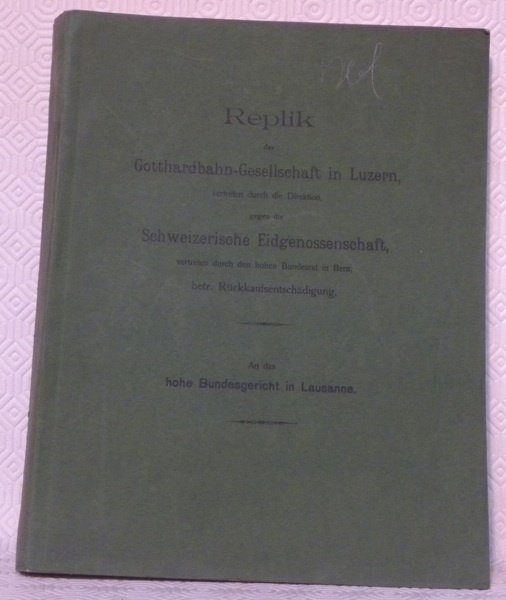 Replik
der
Gotthardbahn-Gesellschaft in Luzern,
vertreten durch die Direktion,
gegen die
Schweizerische Eidgenossenschaft,
vertreten durch den hohen Bundesrat in Bern,
betr. Rückkaufsentschädigung.
An das
hohe Bundesgericht in Lausanne.